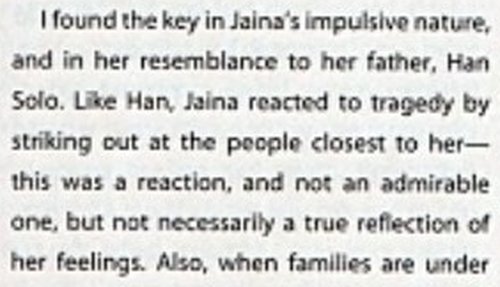 I found the key in Jaina's impulsive nature,
and in her resemblance to her father, Han
Solo. Like Han, Jaina reacted to tragedy by
striking out at the people closest to her—
this was a reaction, and not an admirable
one, but not necessarily a true reflection of
her feelings. Also, when families are under